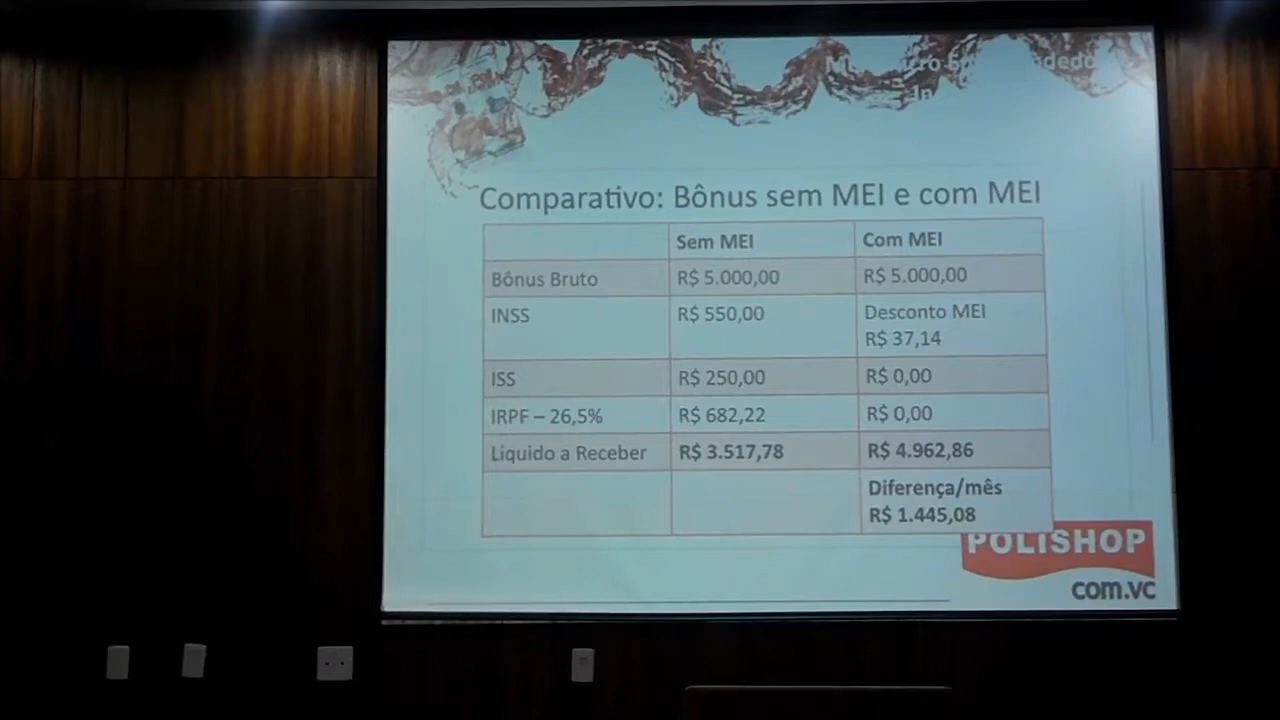 Comparativo: Bônus sem MEI e com MEI
Sem MEI Com MEI
Bônus Bruto R$ 5.000,00 R$ 5.000,00
INSS R$ 550,00 Desconto MEI
R$ 37,14
ISS R$ 250,00 R$ 0,00
IRPF – 26,5% R$ 682,22 R$ 0,00
Liquido a Receber R$ 3.517,78 R$ 4.962,86
Diferença/mês
R$ 1.445,08
POLISHOP
com.vc